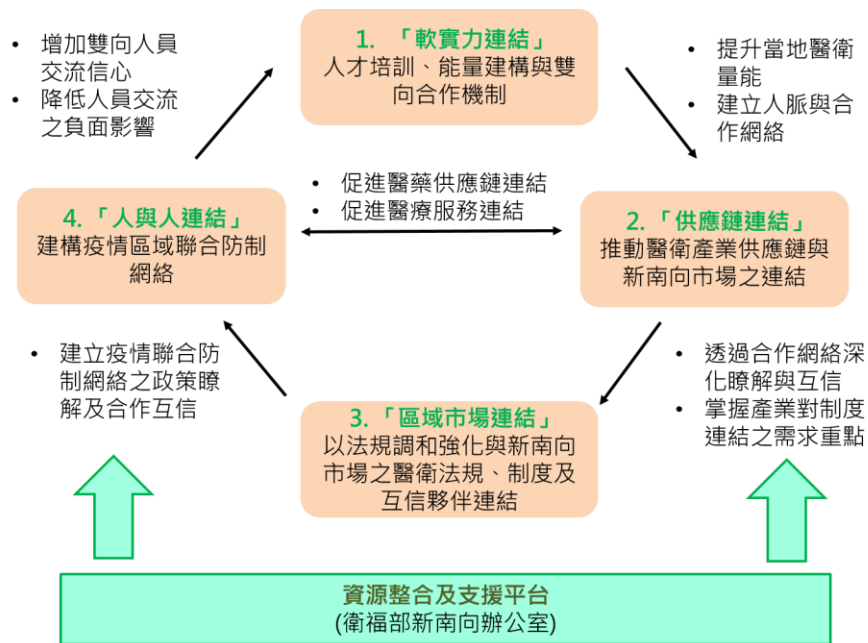 • 增加雙向人員
交流信心
• 降低人員交流
之負面影響
1. 「軟實力連結」
人才培訓、能量建構與雙
向合作機制
• 提升當地醫衛
量能
• 建立人脈與合
作網絡
• 促進醫藥供應鏈連結
• 促進醫療服務連結
4.「人與人連結」
建構疫情區域聯合防制
網絡
2.「供應鏈連結」
推動醫衛產業供應鏈與
新南向市場之連結
• 建立疫情聯合防
制網絡之政策瞭
解及合作互信
• 透過合作網絡深
化瞭解與互信
• 掌握產業對制度
連結之需求重點
3.「區域市場連結」
以法規調和強化與新南向
市場之醫衛法規、制度及
互信夥伴連結
資源整合及支援平台
(衛福部新南向辦公室)